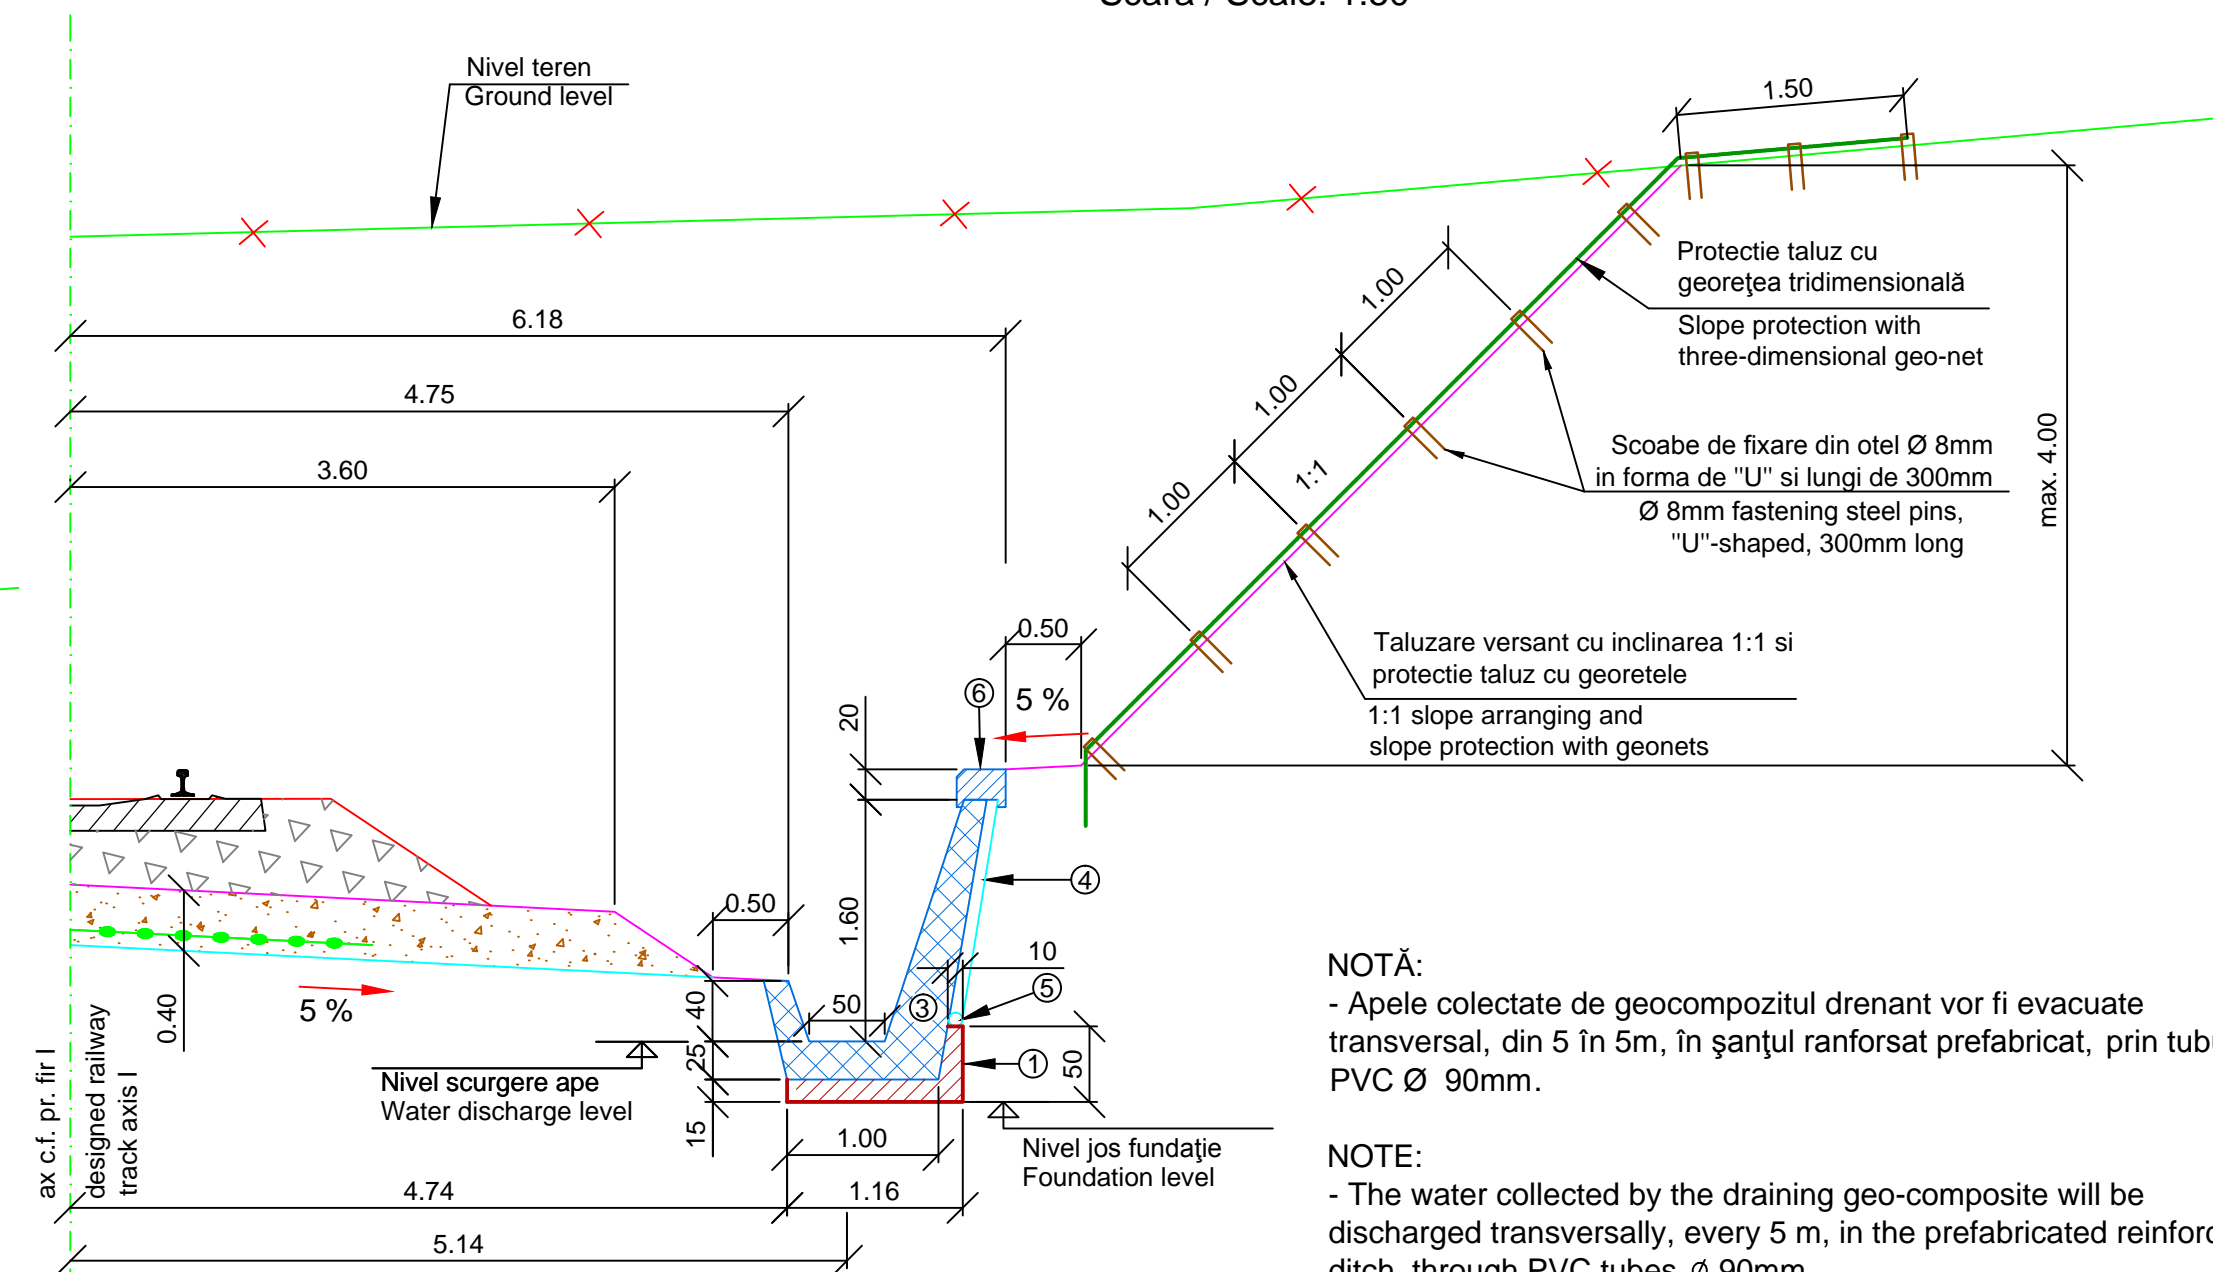 Nivel teren
Ground level
1.50
6.18
4.75
3.60
1.00
1.00
1.00
1:1
Protectie taluz cu
georeţea tridimensională
Slope protection with
three-dimensional geo-net
Scoabe de fixare din otel Ø 8mm
in forma de "U" si lungi de 300mm
Ø 8mm fastening steel pins,
"U"-shaped, 300mm long
max. 4.00
0.50
Taluzare versant cu inclinarea 1:1 si
protectie taluz cu georetele
1:1 slope arranging and
slope protection with geonets
6
5 %
20
4
0.50
1.60
10
5
50
3
40
25
15
1
50
0.40
5 %
Nivel scurgere ape
Water discharge level
1.00
Nivel jos fundaţie
Foundation level
ax c.f. pr. fir I
designed railway
track axis I
4.74
1.16
5.14
NOTĂ:
- Apele colectate de geocompozitul drenant vor fi evacuate
transversal, din 5 în 5m, în şanţul ranforsat prefabricat, prin
PVC Ø 90mm.
NOTE:
- The water collected by the draining geo-composite will be
discharged transversally, every 5 m, in the prefabricated
ditch, through PVC tubes Ø 90mm